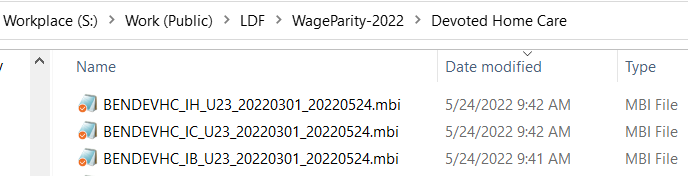 Workplace (S:) > Work (Public) > LDF > WageParity-2022 > Devoted Home Care
Name Date modified Type
BENDEVHC_IH_U23_20220301_20220524.mbi 5/24/2022 9:42 AM MBI File
BENDEVHC_IC_U23_20220301_20220524.mbi 5/24/2022 9:42 AM MBI File
BENDEVHC_IB_U23_20220301_20220524.mbi 5/24/2022 9:41 AM MBI File